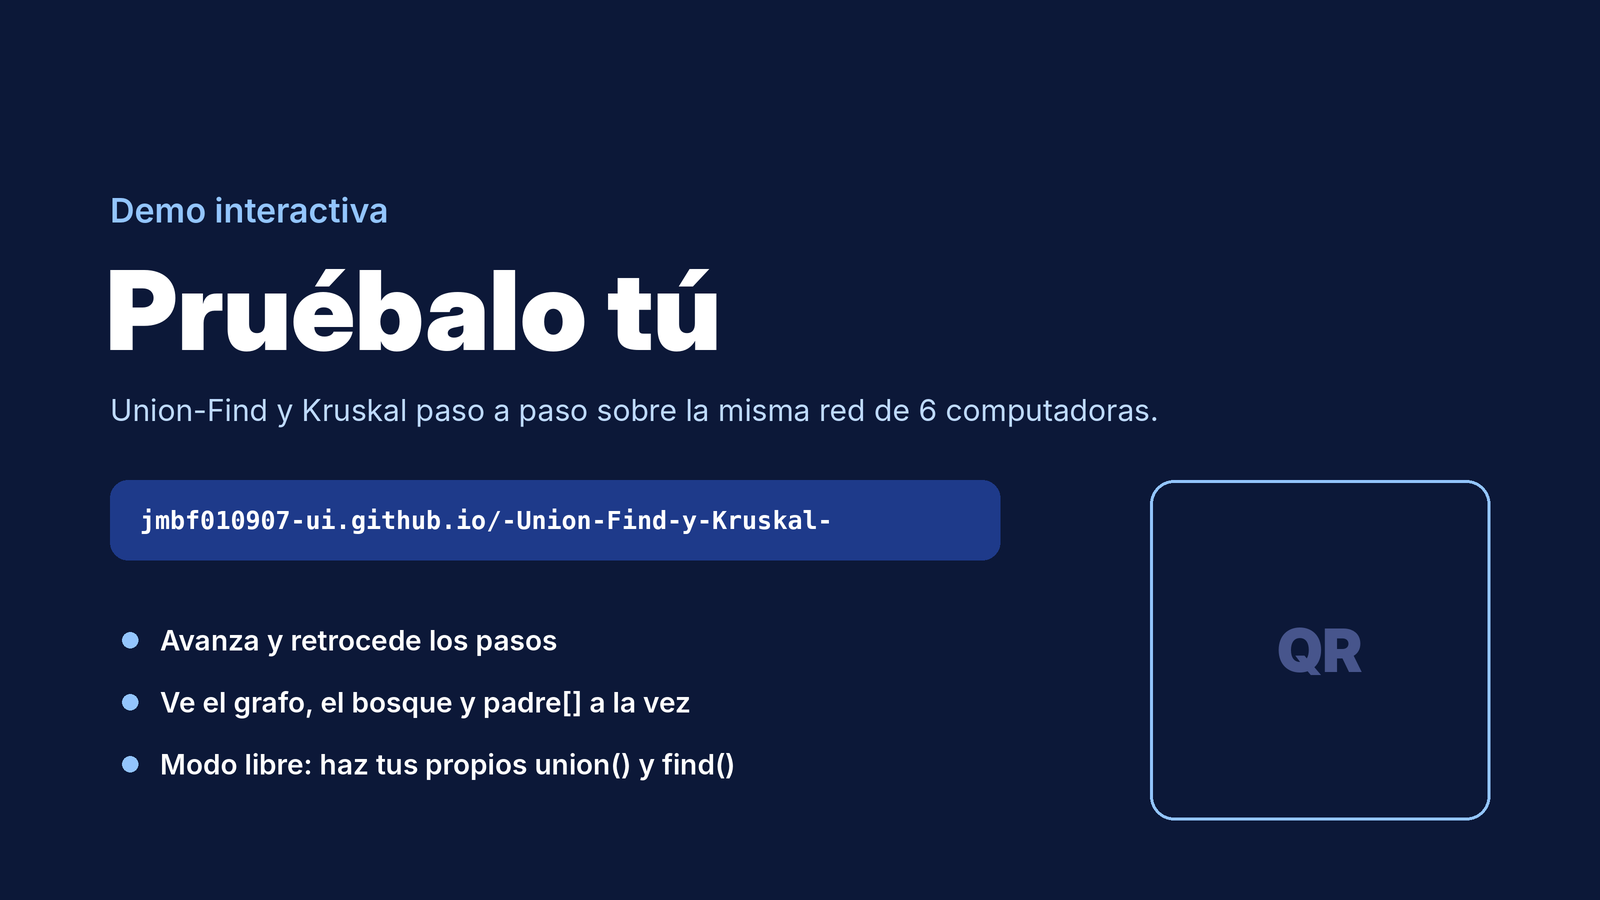 Demo interactiva
Pruébalo tú
Union-Find y Kruskal paso a paso sobre la misma red de 6 computadoras.
jmbf010907-ui.github.io/-Union-Find-y-Kruskal-
Avanza y retrocede los pasos
Ve el grafo, el bosque y padre[] a la vez
Modo libre: haz tus propios union() y find()
QR